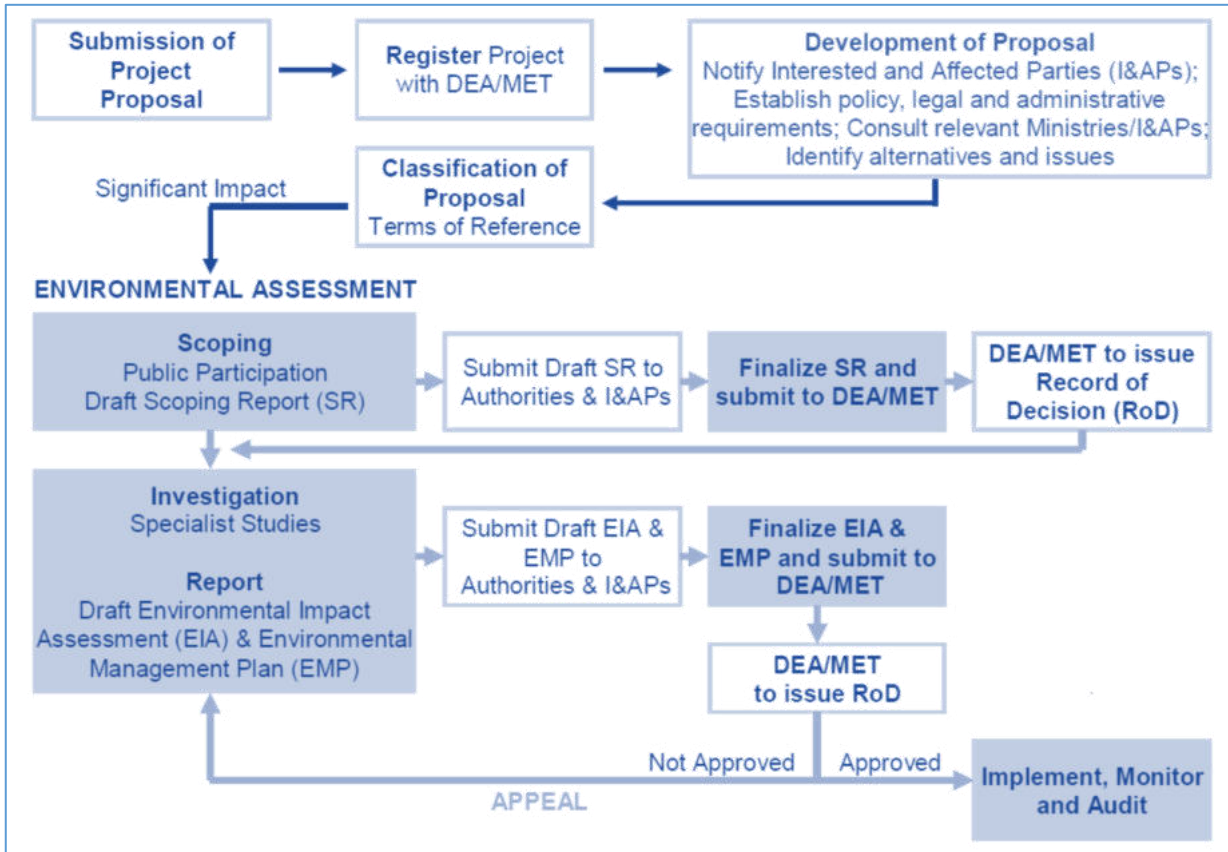 Submission of
Project
Proposal
Register Project
with DEA/MET
Development of Proposal
Notify Interested and Affected Parties (I&APs);
Establish policy, legal and administrative
requirements; Consult relevant Ministries/I&APs;
Identify alternatives and issues
Classification of
Proposal
Terms of Reference
Significant Impact
ENVIRONMENTAL ASSESSMENT
Scoping
Public Participation
Draft Scoping Report (SR)
Submit Draft SR to
Authorities & I&APs
Finalize SR and
submit to DEA/MET
DEA/MET to issue
Record of
Decision (RoD)
Investigation
Specialist Studies
Report
Draft Environmental Impact
Assessment (EIA) & Environmental
Management Plan (EMP)
Submit Draft EIA &
EMP to
Authorities & I&APs
Finalize EIA &
EMP and submit to
DEA/MET
DEA/MET
to issue RoD
Not Approved
Approved
APPEAL
Implement, Monitor
and Audit